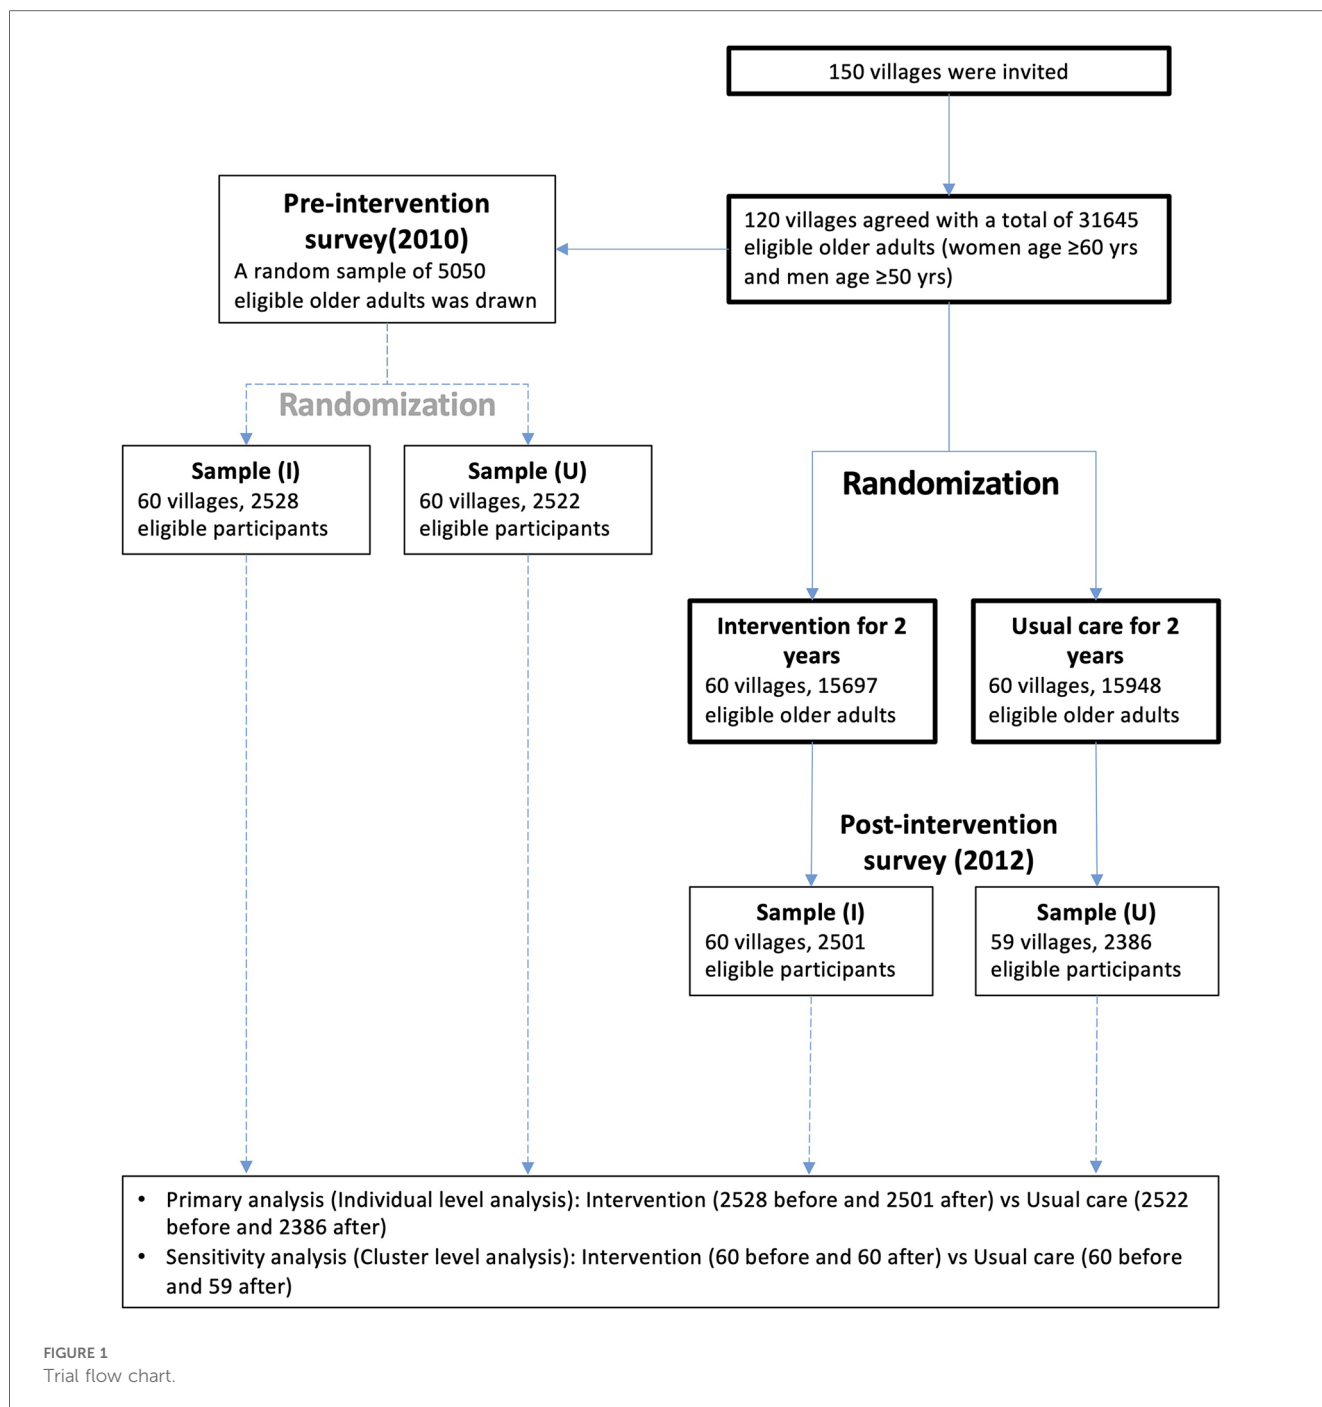 150 villages were invited
Pre-intervention
survey(2010)
A random sample of 5050
eligible older adults was drawn
120 villages agreed with a total of 31645
eligible older adults (women age ≥60 yrs
and men age ≥50 yrs)
Randomization
Sample (I)
60 villages, 2528
eligible participants
Sample (U)
60 villages, 2522
eligible participants
Randomization
Intervention for 2
years
60 villages, 15697
eligible older adults
Usual care for 2
years
60 villages, 15948
eligible older adults
Post-intervention
survey (2012)
Sample (I)
60 villages, 2501
eligible participants
Sample (U)
59 villages, 2386
eligible participants
• Primary analysis (Individual level analysis): Intervention (2528 before and 2501 after) vs Usual care (2522
before and 2386 after)
• Sensitivity analysis (Cluster level analysis): Intervention (60 before and 60 after) vs Usual care (60 before
and 59 after)
FIGURE 1
Trial flow chart.